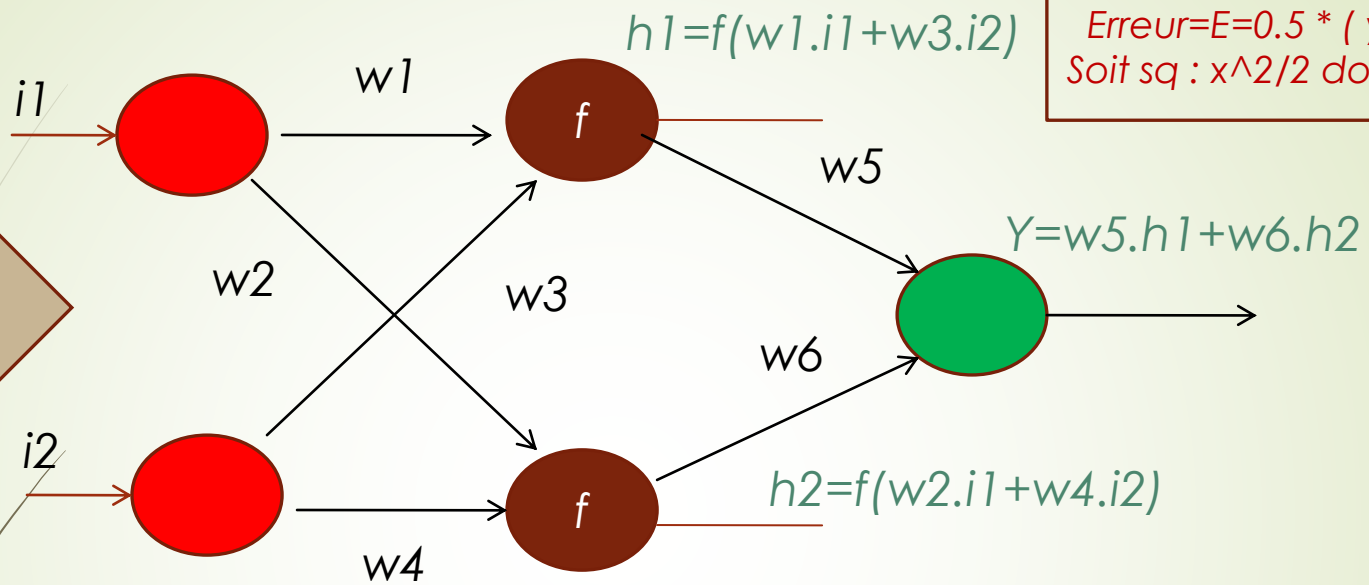 h1=f(w1.i1+w3.i2)
Erreur=E=0.5 * (
Soit sq : x^2/2
i1
w1
f
w5
Y=w5.h1+w6.h2
w2
w3
w6
i2
f
h2=f(w2.i1+w4.i2)
w4